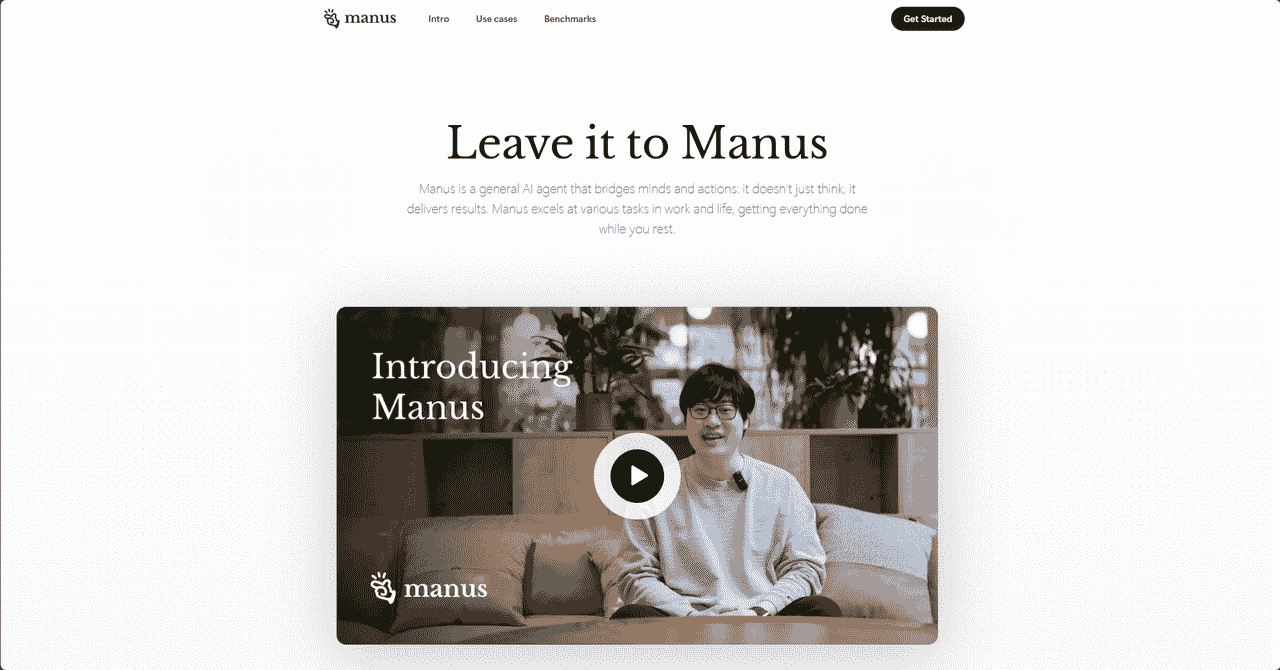 manus Intro Use cases Benchmarks Get Started
Leave it to Manus
Manus is a general AI agent that bridges minds and actions: it doesn't just think, it
delivers results. Manus excels at various tasks in work and life, getting everything done
while you rest.
Introducing
Manus
manus